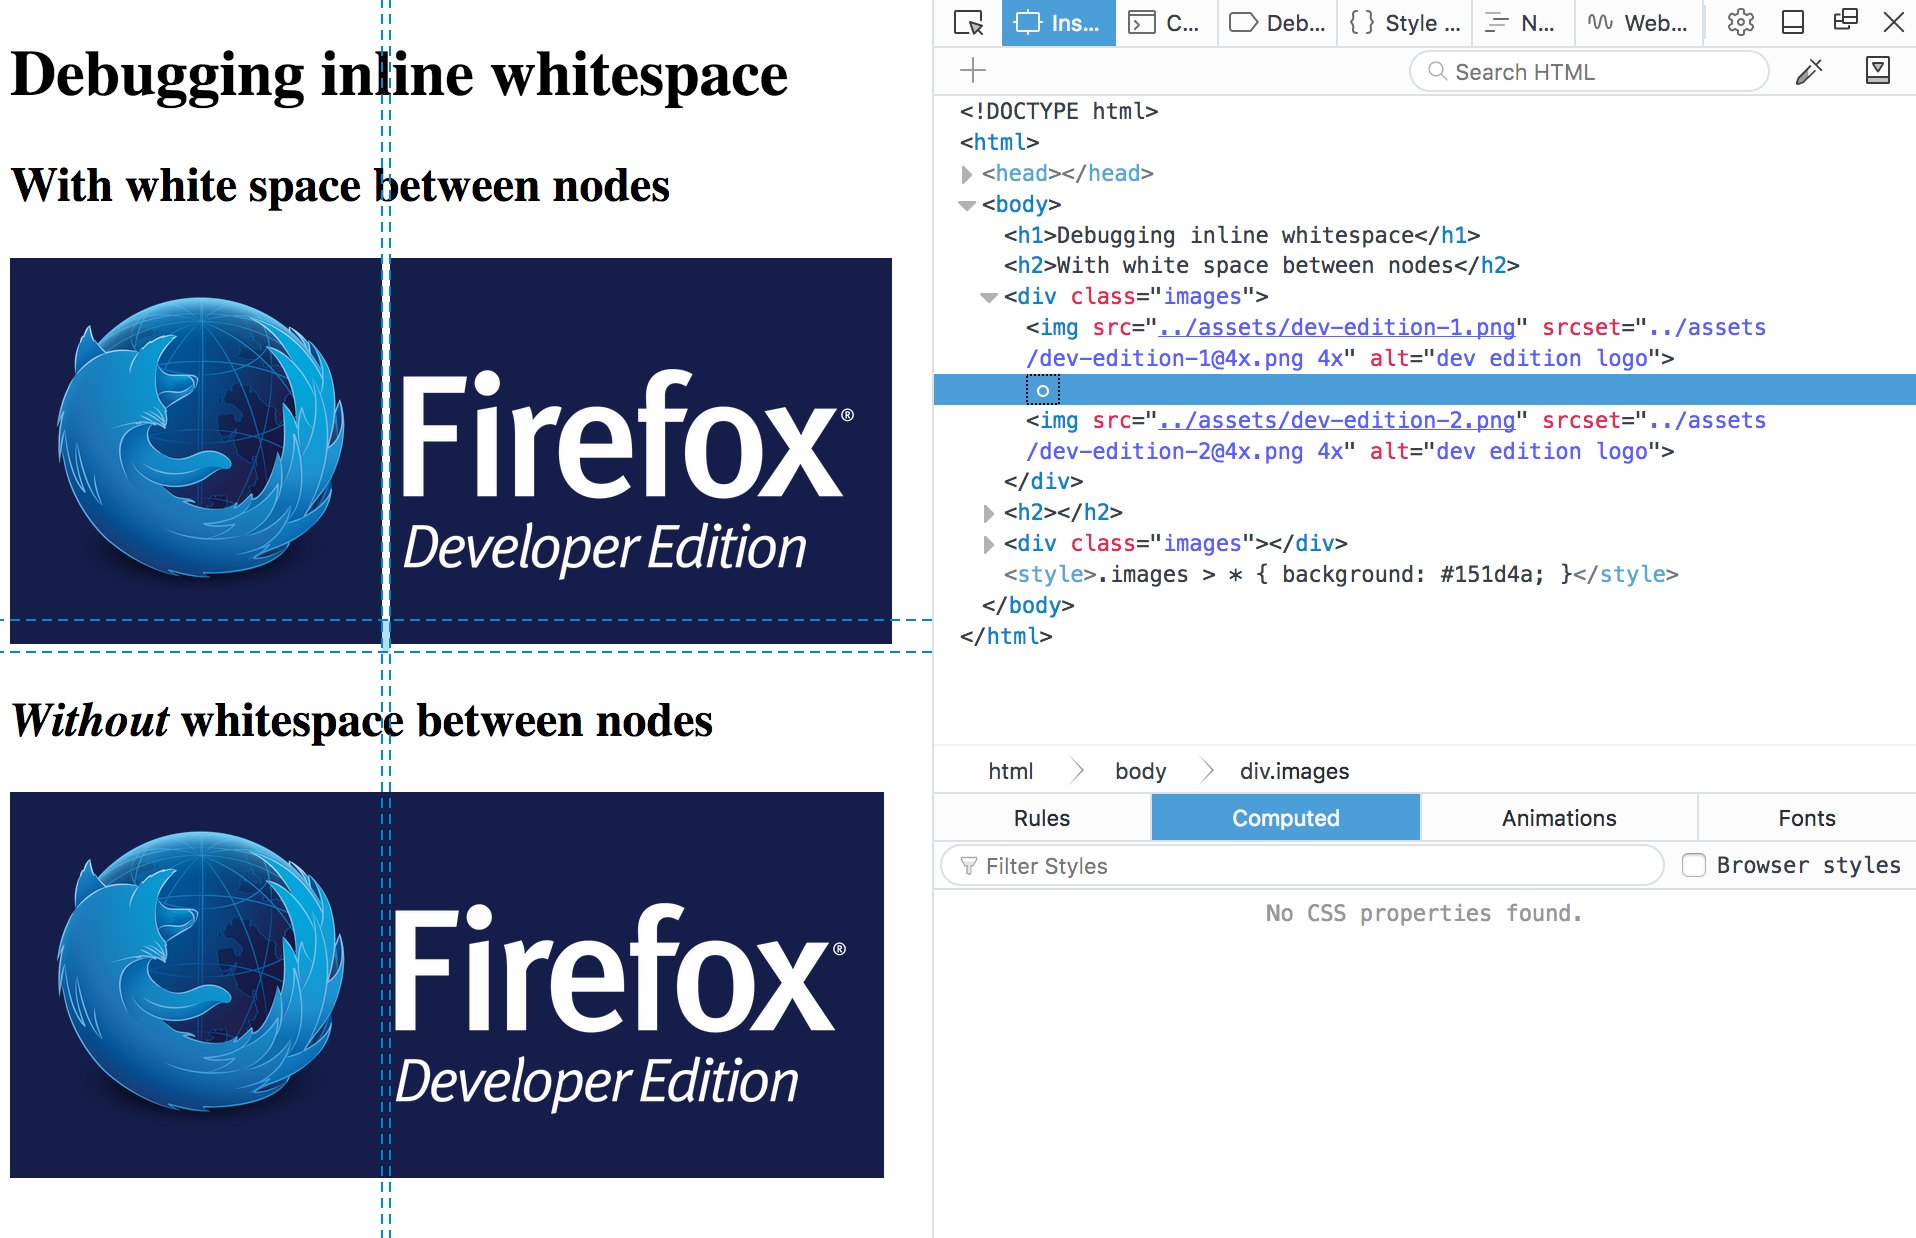 Debugging inline whitespace
With white space between nodes
Firefox®
Developer Edition
Without whitespace between nodes
Firefox®
Developer Edition
Ins... C... Deb... Style ... N... Web...
Search HTML
<!DOCTYPE html>
<html>
<head></head>
<body>
<h1>Debugging inline whitespace</h1>
<h2>With white space between nodes</h2>
<div class="images">
<img src="../assets/dev-edition-1.png" srcset="../assets
/dev-edition-1@4x.png 4x" alt="dev edition logo">
<img src="../assets/dev-edition-2.png" srcset="../assets
/dev-edition-2@4x.png 4x" alt="dev edition logo">
</div>
<h2></h2>
<div class="images"></div>
<style>.images > * { background: #151d4a; }</style>
</body>
</html>
html body div.images
Rules Computed Animations Fonts
Filter Styles Browser styles
No CSS properties found.